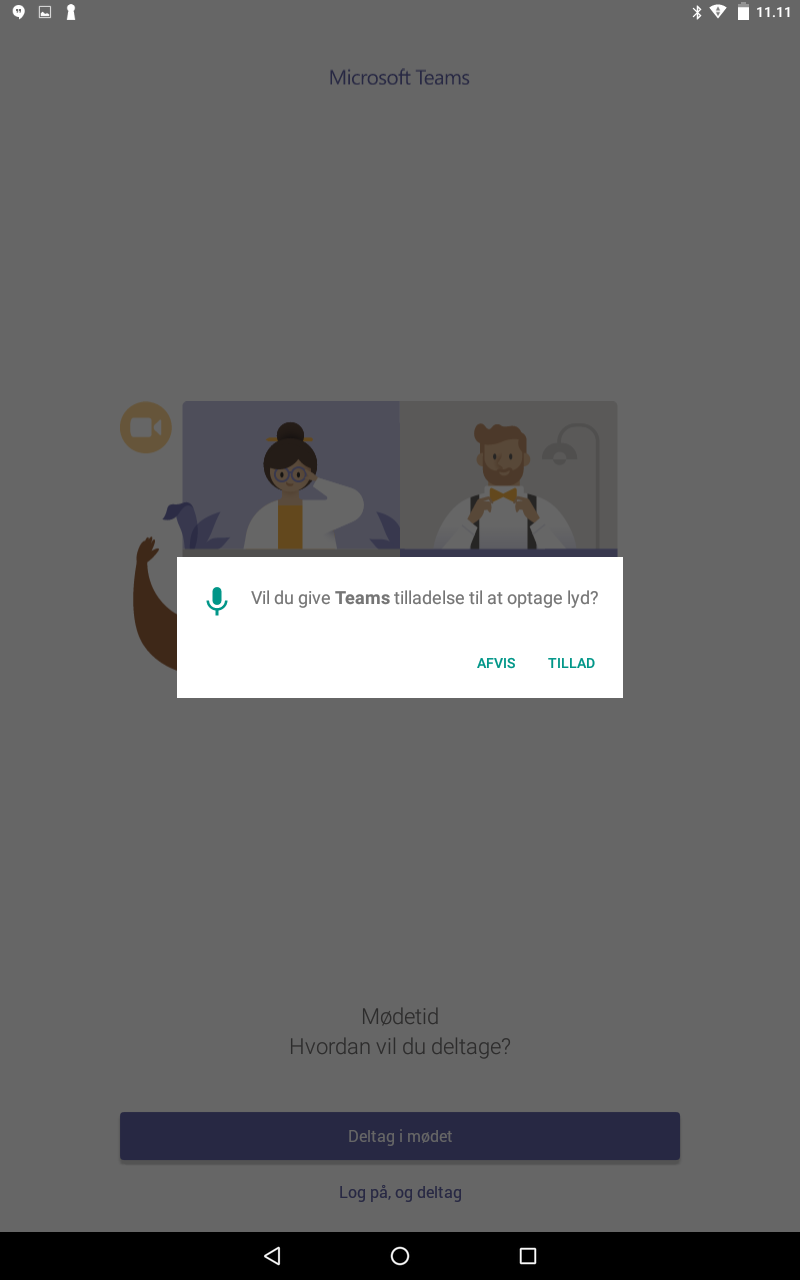 11.11
Microsoft Teams
Vil du give Teams tilladelse til at optage lyd?
AFVIS TILLAD
Mødetid
Hvordan vil du deltage?
Deltag i mødet
Log på, og deltag